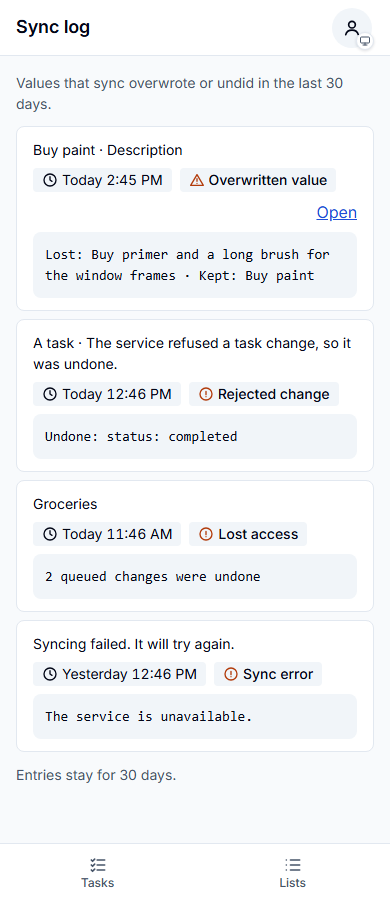 Sync log
Values that sync overwrote or undid in the last 30
days.
Buy paint · Description
Today 2:45 PM
Overwritten value
Open
Lost: Buy primer and a long brush for
the window frames · Kept: Buy paint
A task · The service refused a task change, so it
was undone.
Today 12:46 PM
Rejected change
Undone: status: completed
Groceries
Today 11:46 AM
Lost access
2 queued changes were undone
Syncing failed. It will try again.
Yesterday 12:46 PM
Sync error
The service is unavailable.
Entries stay for 30 days.
Tasks
Lists